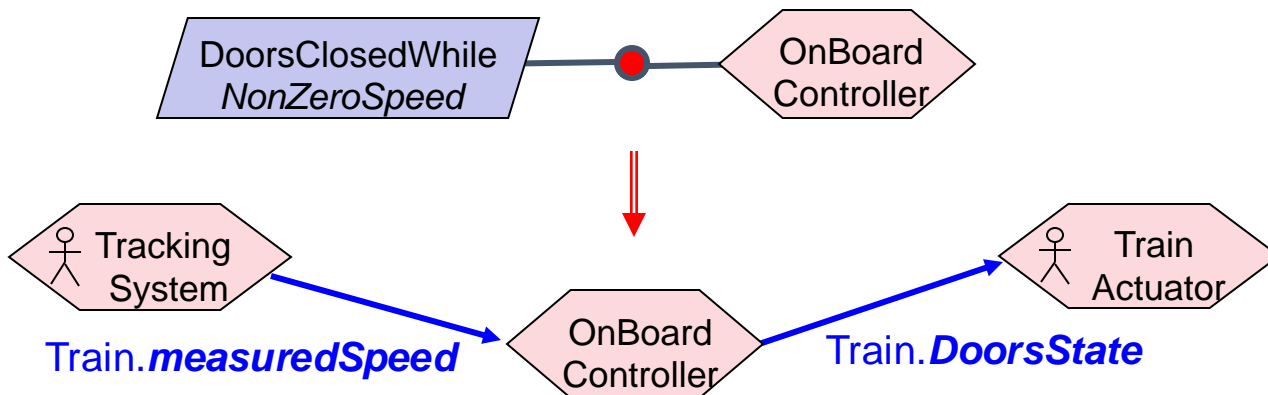 DoorsClosedWhile
NonZeroSpeed
OnBoard
Controller
Tracking
System
Train
Actuator
OnBoard
Controller
Train.measuredSpeed
Train.DoorsState